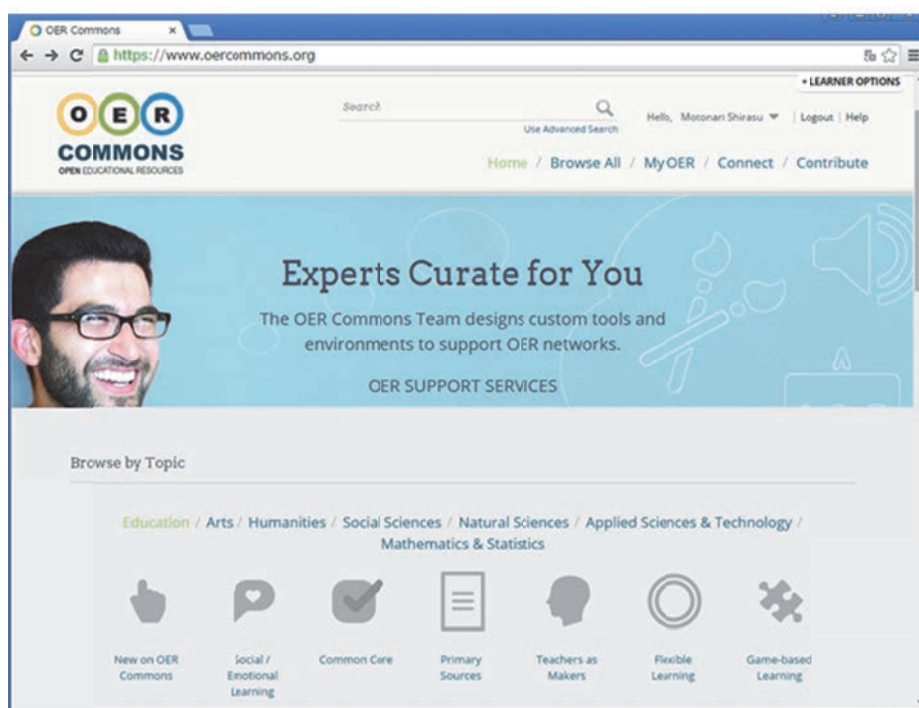 OER Commons
https://www.oercommons.org
• LEARNER OPTIONS
OER
COMMONS
OPEN EDUCATIONAL RESOURCES
Search
Use Advanced Search
Hello, Motonari Shirasu | Logout | Help
Home / Browse All / My OER / Connect / Contribute
Experts Curate for You
The OER Commons Team designs custom tools and
environments to support OER networks.
OER SUPPORT SERVICES
A
Browse by Topic
Education / Arts / Humanities / Social Sciences / Natural Sciences / Applied Sciences & Technology /
Mathematics & Statistics
New on OER
Commons
Social /
Emotional
Learning
Common Core
Primary
Sources
Teachers as
Makers
Flexible
Learning
Game-based
Learning